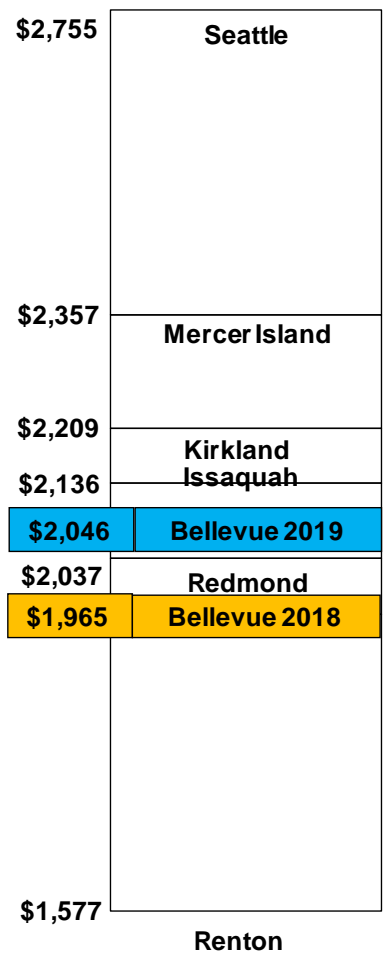 $2,755 Seattle
$2,357
Mercer Island
$2,209
Kirkland
Issaquah
$2,136
$2,046 Bellevue 2019
$2,037
Redmond
$1,965 Bellevue 2018
$1,577
Renton